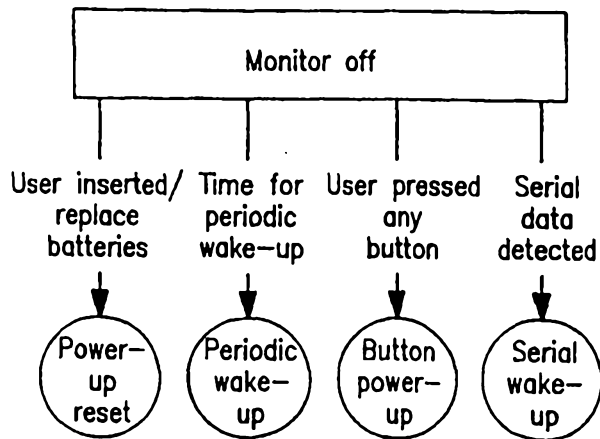 Monitor off
User inserted/
replace
batteries
Time for
periodic
wake-up
User pressed
any
button
Serial
data
detected
Power-
up
reset
Periodic
wake-
up
Button
power-
up
Serial
wake-
up